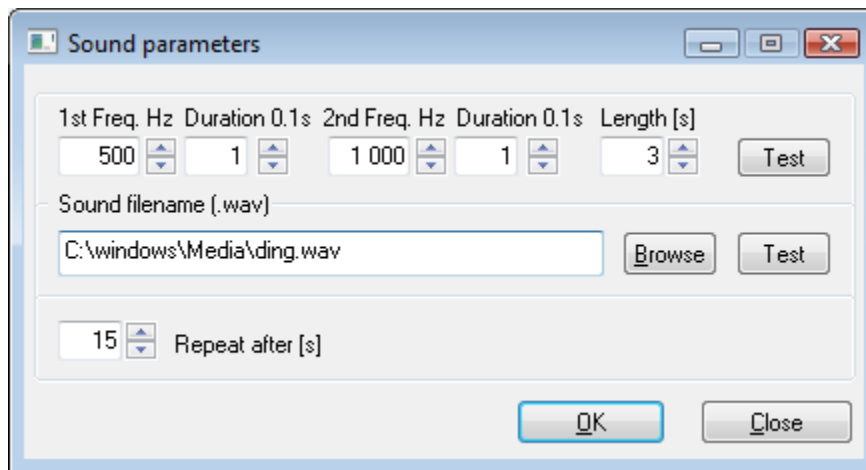 Sound parameters
1st Freq. Hz Duration 0.1s 2nd Freq. Hz Duration 0.1s Length [s]
500 1 1 000 1 3 Test
Sound filename (.wav)
C:\windows\Media\ding.wav Browse Test
15 Repeat after [s]
OK Close